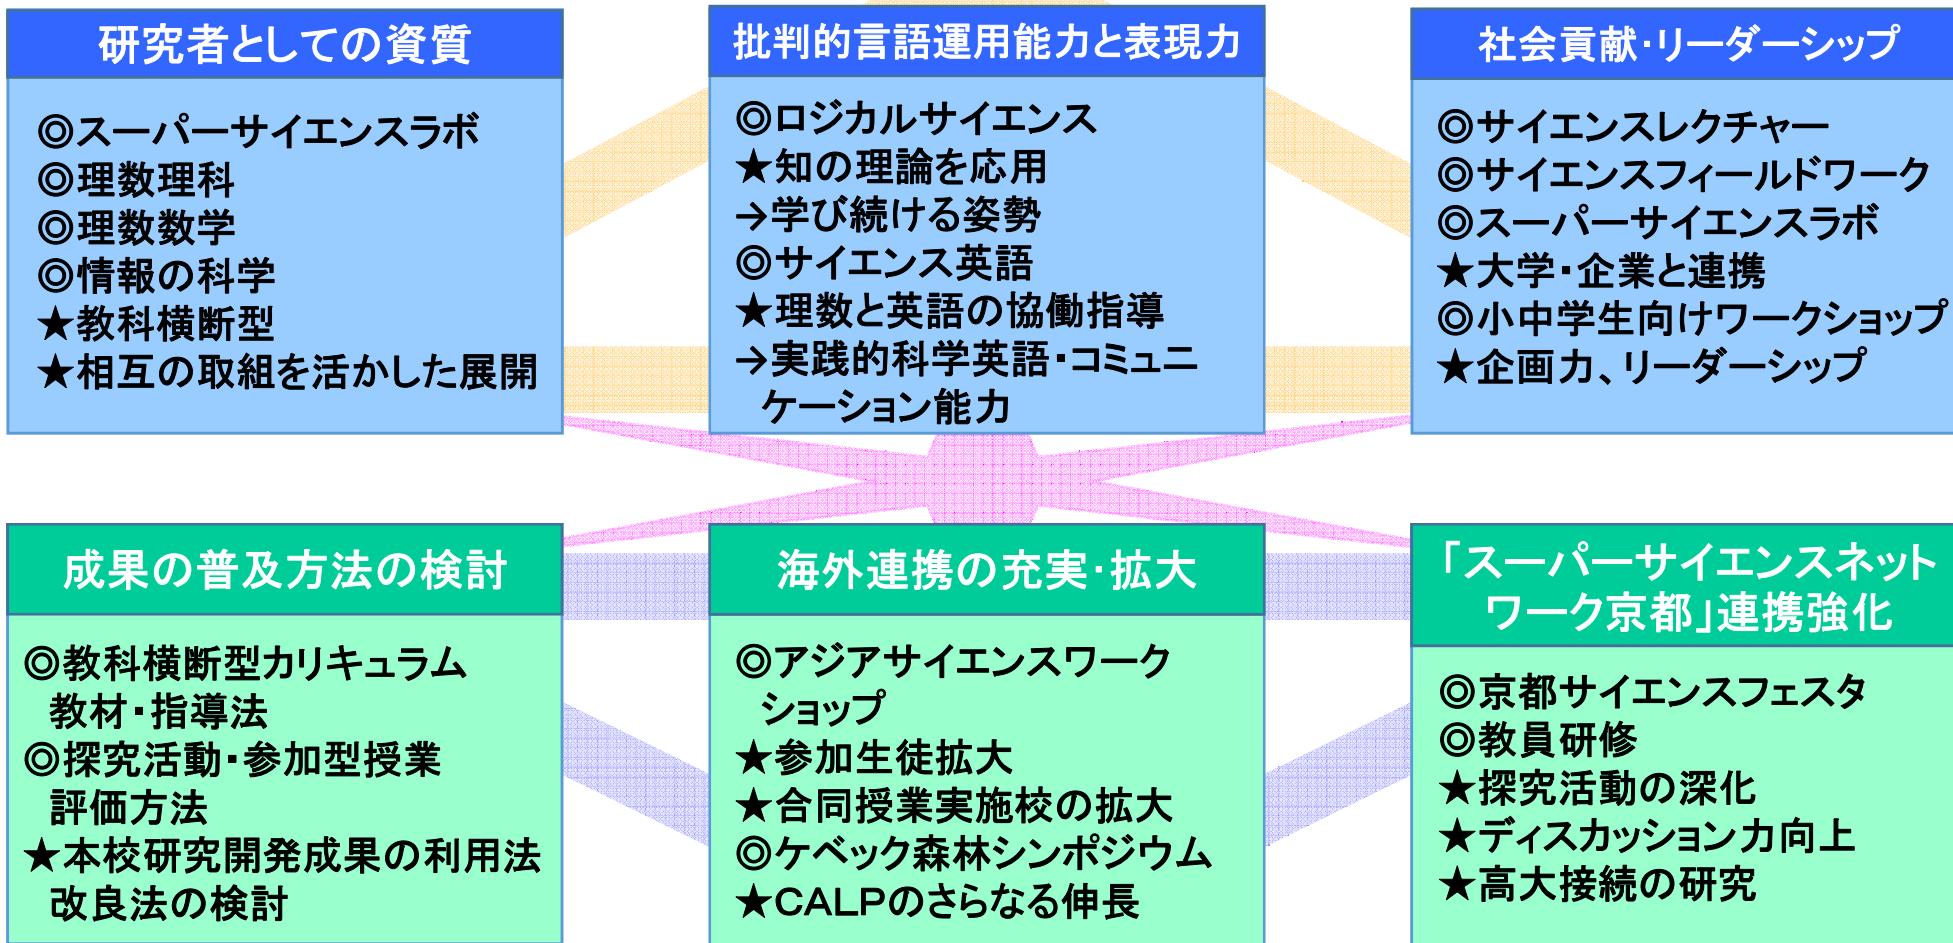 研究者としての資質
◎スーパーサイエンスラボ
◎理数理科
◎理数数学
◎情報の科学
★教科横断型
★相互の取組を活かした展開
批判的言語運用能力と表現力
◎ロジカルサイエンス
★知の理論を応用
→学び続ける姿勢
◎サイエンス英語
★理数と英語の協働指導
→実践的科学英語・コミュニ
ケーション能力
社会貢献・リーダーシップ
◎サイエンスレクチャー
◎サイエンスフィールドワーク
◎スーパーサイエンスラボ
★大学・企業と連携
◎小中学生向けワークショップ
★企画力、リーダーシップ
成果の普及方法の検討
◎教科横断型カリキュラム
教材・指導法
◎探究活動・参加型授業
評価方法
★本校研究開発成果の利用法
改良法の検討
海外連携の充実・拡大
◎アジアサイエンスワーク
ショップ
★参加生徒拡大
★合同授業実施校の拡大
◎ケベック森林シンポジウム
★CALPのさらなる伸長
「スーパーサイエンスネット
ワーク京都」連携強化
◎京都サイエンスフェスタ
◎教員研修
★探究活動の深化
★ディスカッション力向上
★高大接続の研究